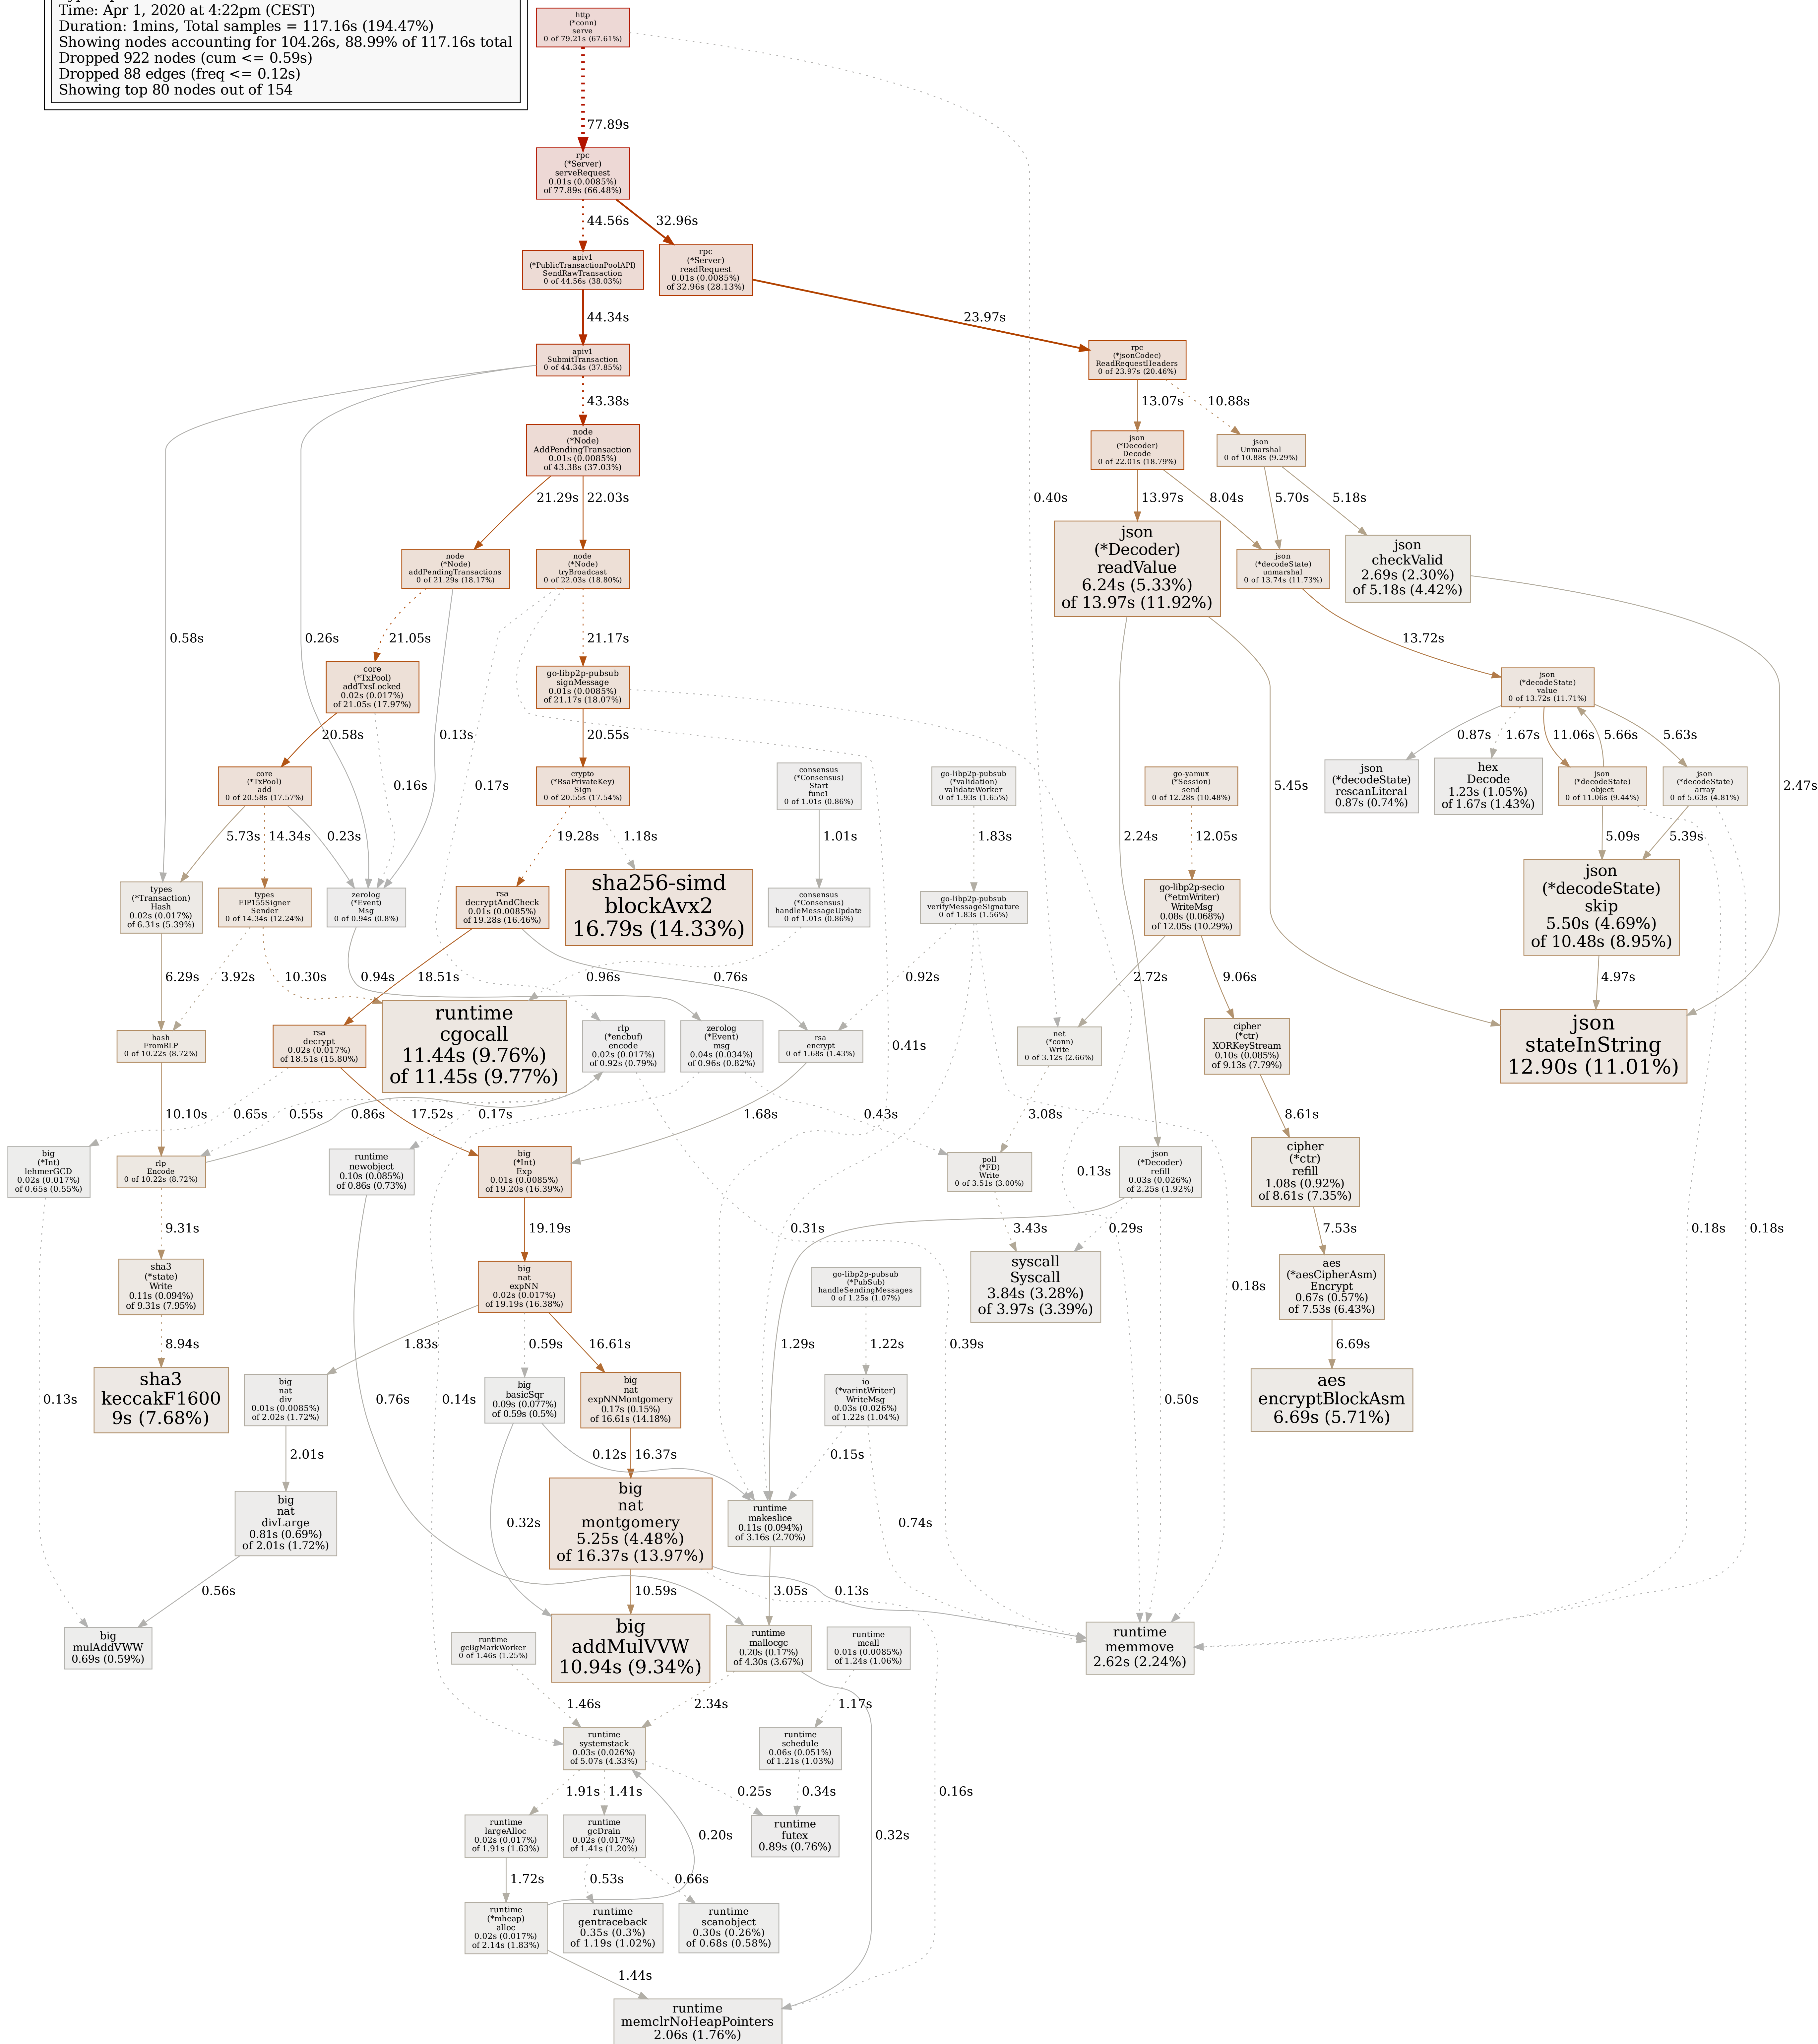 Time: Apr 1, 2020 at 4:22pm (CEST)
Duration: 1mins, Total samples = 117.16s (194.47%)
Showing nodes accounting for 104.26s, 88.99% of 117.16s total
Dropped 922 nodes (cum <= 0.59s)
Dropped 88 edges (freq <= 0.12s)
Showing top 80 nodes out of 154
http
(*conn)
serve
0 of 79.21s (67.61%)
77.89s
rpc
(*Server)
serveRequest
0.01s (0.0085%)
of 77.89s (66.48%)
44.56s
32.96s
apiv1
(*PublicTransactionPoolAPI)
SendRawTransaction
0 of 44.56s (38.03%)
rpc
(*Server)
readRequest
0.01s (0.0085%)
of 32.96s (28.13%)
44.34s
23.97s
apiv1
SubmitTransaction
0 of 44.34s (37.85%)
rpc
(*jsonCodec)
ReadRequestHeaders
0 of 23.97s (20.46%)
43.38s
13.07s
10.88s
node
(*Node)
AddPendingTransaction
0.01s (0.0085%)
of 43.38s (37.03%)
json
(*Decoder)
Decode
0 of 22.01s (18.79%)
json
Unmarshal
0 of 10.88s (9.29%)
21.29s
22.03s
0.40s
13.97s
8.04s
5.70s
5.18s
node
(*Node)
addPendingTransactions
0 of 21.29s (18.17%)
node
(*Node)
tryBroadcast
0 of 22.03s (18.80%)
json
(*Decoder)
readValue
6.24s (5.33%)
of 13.97s (11.92%)
json
(*decodeState)
unmarshal
0 of 13.74s (11.73%)
json
checkValid
2.69s (2.30%)
of 5.18s (4.42%)
0.58s
0.26s
21.05s
21.17s
13.72s
core
(*TxPool)
addTxsLocked
0.02s (0.017%)
of 21.05s (17.97%)
go-libp2p-pubsub
signMessage
0.01s (0.0085%)
of 21.17s (18.07%)
json
(*decodeState)
value
0 of 13.72s (11.71%)
20.58s
0.13s
20.55s
0.87s
1.67s
11.06s
5.66s
5.63s
core
(*TxPool)
add
0 of 20.58s (17.57%)
0.16s
0.17s
crypto
(*RsaPrivateKey)
Sign
0 of 20.55s (17.54%)
consensus
(*Consensus)
Start
func1
0 of 1.01s (0.86%)
go-libp2p-pubsub
(*validation)
validateWorker
0 of 1.93s (1.65%)
go-yamux
(*Session)
send
0 of 12.28s (10.48%)
5.45s
json
(*decodeState)
rescanLiteral
0.87s (0.74%)
hex
Decode
1.23s (1.05%)
of 1.67s (1.43%)
json
(*decodeState)
object
0 of 11.06s (9.44%)
json
(*decodeState)
array
0 of 5.63s (4.81%)
2.47s
5.73s
14.34s
0.23s
19.28s
1.18s
1.01s
1.83s
2.24s
12.05s
5.09s
5.39s
types
(*Transaction)
Hash
0.02s (0.017%)
of 6.31s (5.39%)
types
EIP155Signer
Sender
0 of 14.34s (12.24%)
zerolog
(*Event)
Msg
0 of 0.94s (0.8%)
rsa
decryptAndCheck
0.01s (0.0085%)
of 19.28s (16.46%)
sha256-simd
blockAvx2
16.79s (14.33%)
consensus
(*Consensus)
handleMessageUpdate
0 of 1.01s (0.86%)
go-libp2p-pubsub
verifyMessageSignature
0 of 1.83s (1.56%)
go-libp2p-secio
(*etmWriter)
WriteMsg
0.08s (0.068%)
of 12.05s (10.29%)
json
(*decodeState)
skip
5.50s (4.69%)
of 10.48s (8.95%)
6.29s
3.92s
10.30s
0.94s
18.51s
0.96s
0.76s
0.92s
2.72s
9.06s
4.97s
hash
FromRLP
0 of 10.22s (8.72%)
rsa
decrypt
0.02s (0.017%)
of 18.51s (15.80%)
runtime
cgocall
11.44s (9.76%)
of 11.45s (9.77%)
rlp
(*encbuf)
encode
0.02s (0.017%)
of 0.92s (0.79%)
zerolog
(*Event)
msg
0.04s (0.034%)
of 0.96s (0.82%)
rsa
encrypt
0 of 1.68s (1.43%)
0.41s
net
(*conn)
Write
0 of 3.12s (2.66%)
cipher
(*ctr)
XORKeyStream
0.10s (0.085%)
of 9.13s (7.79%)
json
stateInString
12.90s (11.01%)
10.10s
0.65s
0.55s
0.86s
17.52s
0.17s
1.68s
0.43s
3.08s
8.61s
big
(*Int)
lehmerGCD
0.02s (0.017%)
of 0.65s (0.55%)
rlp
Encode
0 of 10.22s (8.72%)
runtime
newobject
0.10s (0.085%)
of 0.86s (0.73%)
big
(*Int)
Exp
0.01s (0.0085%)
of 19.20s (16.39%)
poll
(*FD)
Write
0 of 3.51s (3.00%)
0.13s
json
(*Decoder)
refill
0.03s (0.026%)
of 2.25s (1.92%)
cipher
(*ctr)
refill
1.08s (0.92%)
of 8.61s (7.35%)
9.31s
19.19s
0.31s
3.43s
0.29s
7.53s
0.18s
0.18s
sha3
(*state)
Write
0.11s (0.094%)
of 9.31s (7.95%)
big
nat
expNN
0.02s (0.017%)
of 19.19s (16.38%)
go-libp2p-pubsub
(*PubSub)
handleSendingMessages
0 of 1.25s (1.07%)
syscall
Syscall
3.84s (3.28%)
of 3.97s (3.39%)
0.18s
aes
(*aesCipherAsm)
Encrypt
0.67s (0.57%)
of 7.53s (6.43%)
8.94s
1.83s
0.59s
16.61s
1.29s
1.22s
0.39s
6.69s
0.13s
sha3
keccakF1600
9s (7.68%)
big
nat
div
0.01s (0.0085%)
of 2.02s (1.72%)
0.76s
0.14s
big
basicSqr
0.09s (0.077%)
of 0.59s (0.5%)
big
nat
expNNMontgomery
0.17s (0.15%)
of 16.61s (14.18%)
io
(*varintWriter)
WriteMsg
0.03s (0.026%)
of 1.22s (1.04%)
0.50s
aes
encryptBlockAsm
6.69s (5.71%)
2.01s
0.12s
16.37s
0.15s
big
nat
divLarge
0.81s (0.69%)
of 2.01s (1.72%)
0.32s
big
nat
montgomery
5.25s (4.48%)
of 16.37s (13.97%)
runtime
makeslice
0.11s (0.094%)
of 3.16s (2.70%)
0.74s
0.56s
10.59s
3.05s
0.13s
big
mulAddVWW
0.69s (0.59%)
runtime
gcBgMarkWorker
0 of 1.46s (1.25%)
big
addMulVVW
10.94s (9.34%)
runtime
mallocgc
0.20s (0.17%)
of 4.30s (3.67%)
runtime
mcall
0.01s (0.0085%)
of 1.24s (1.06%)
runtime
memmove
2.62s (2.24%)
1.46s
2.34s
1.17s
runtime
systemstack
0.03s (0.026%)
of 5.07s (4.33%)
runtime
schedule
0.06s (0.051%)
of 1.21s (1.03%)
1.91s
1.41s
0.25s
0.34s
0.16s
runtime
largeAlloc
0.02s (0.017%)
of 1.91s (1.63%)
runtime
gcDrain
0.02s (0.017%)
of 1.41s (1.20%)
0.20s
runtime
futex
0.89s (0.76%)
0.32s
1.72s
0.53s
0.66s
runtime
(*mheap)
alloc
0.02s (0.017%)
of 2.14s (1.83%)
runtime
gentraceback
0.35s (0.3%)
of 1.19s (1.02%)
runtime
scanobject
0.30s (0.26%)
of 0.68s (0.58%)
1.44s
runtime
memclrNoHeapPointers
2.06s (1.76%)